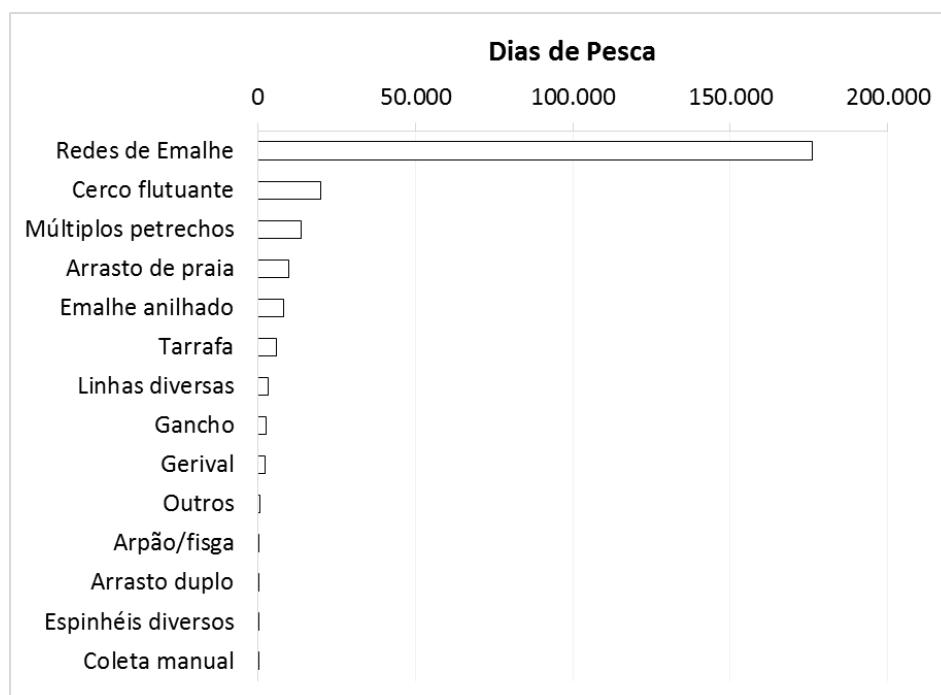 Dias de Pesca
0 50.000 100.000 150.000 200.000
Redes de Emalhe
Cerco flutuante
Múltiplos petrechos
Arrasto de praia
Emalhe anilhado
Tarrafa
Linhas diversas
Gancho
Gerival
Outros
Arpão/fisga
Arrasto duplo
Espinhéis diversos
Coleta manual